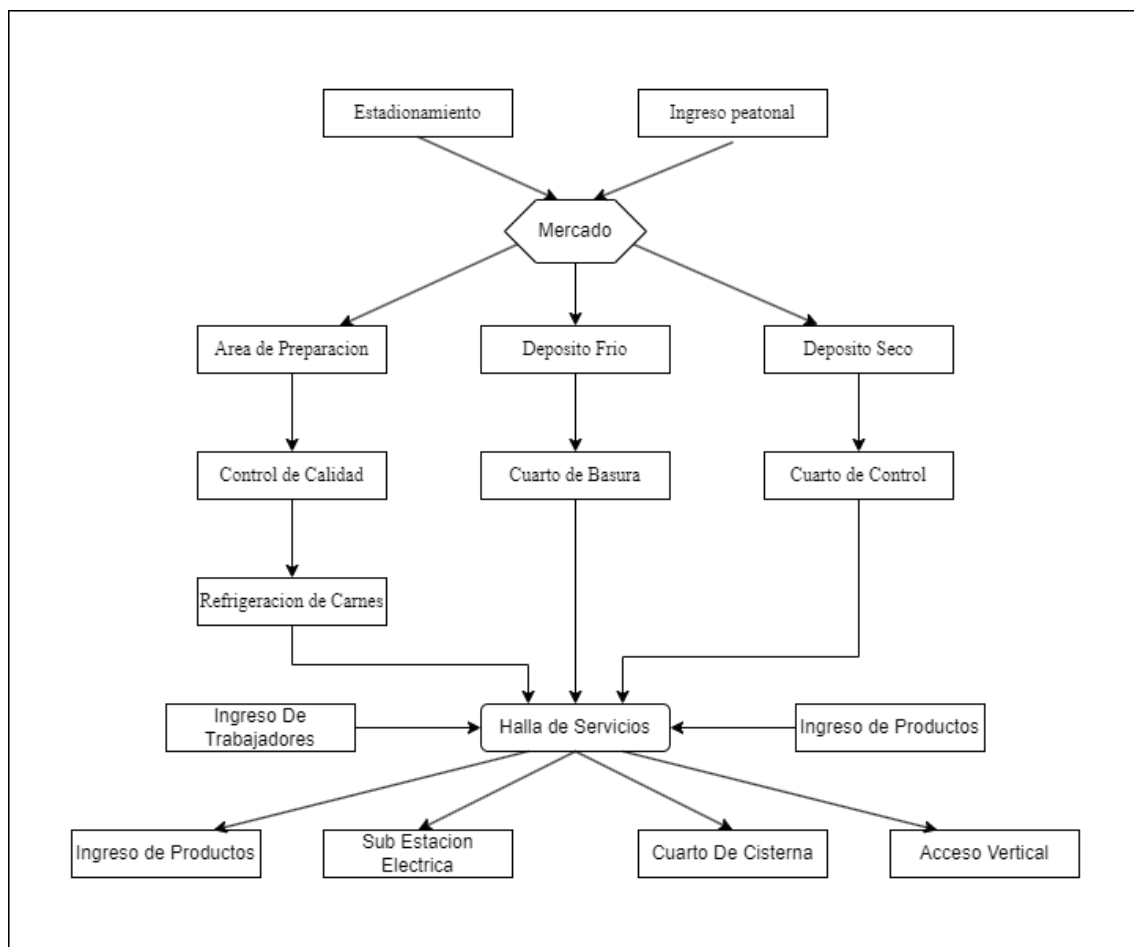 Estadionamiento
Ingreso peatonal
Mercado
Area de Preparacion
Deposito Frio
Deposito Seco
Control de Calidad
Cuarto de Basura
Cuarto de Control
Refrigeracion de Carnes
Ingreso De
Trabajadores
Halla de Servicios
Ingreso de Productos
Ingreso de Productos
Sub Estacion
Electrica
Cuarto De Cisterna
Acceso Vertical